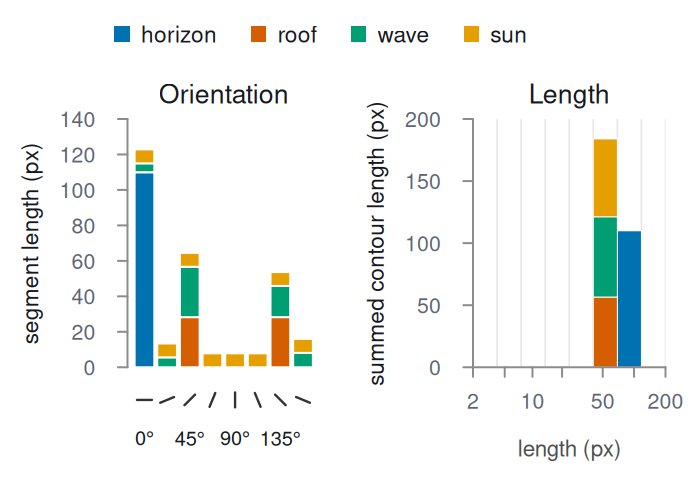 horizon roof wave sun
Orientation
segment length (px)
140
120
100
80
60
40
20
0
0° 45° 90° 135°
Length
summed contour length (px)
200
150
100
50
0
2 10 50 200
length (px)